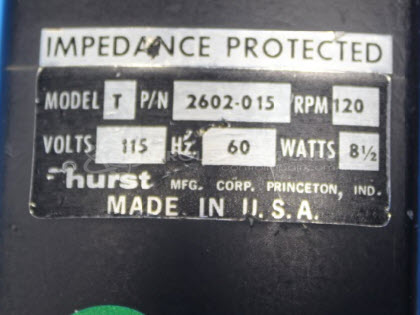 IMPEDANCE PROTECTED
MODEL T P/N 2602-015 RPM 120
VOLTS 115 HZ. 60 WATTS 8½
hurst MFG. CORP. PRINCETON, IND.
MADE IN U.S.A.